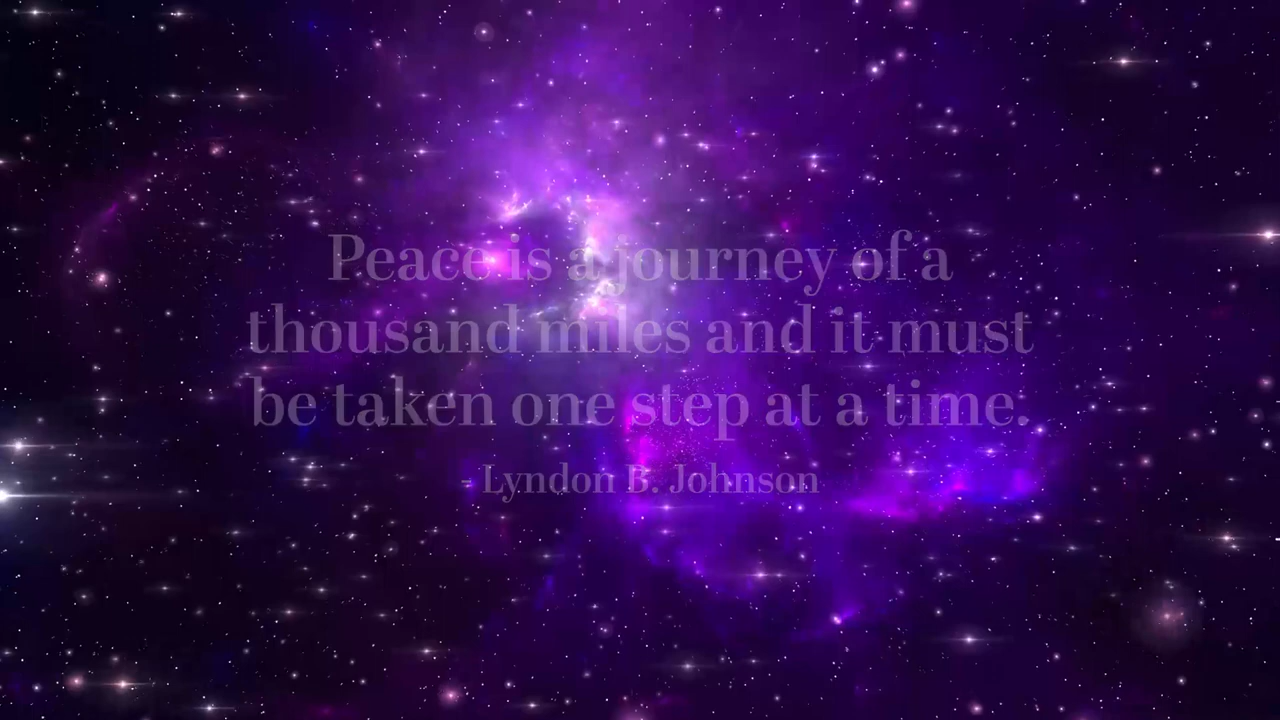 Peace is a journey of a
thousand miles and it must
be taken one step at a time.
- Lyndon B. Johnson